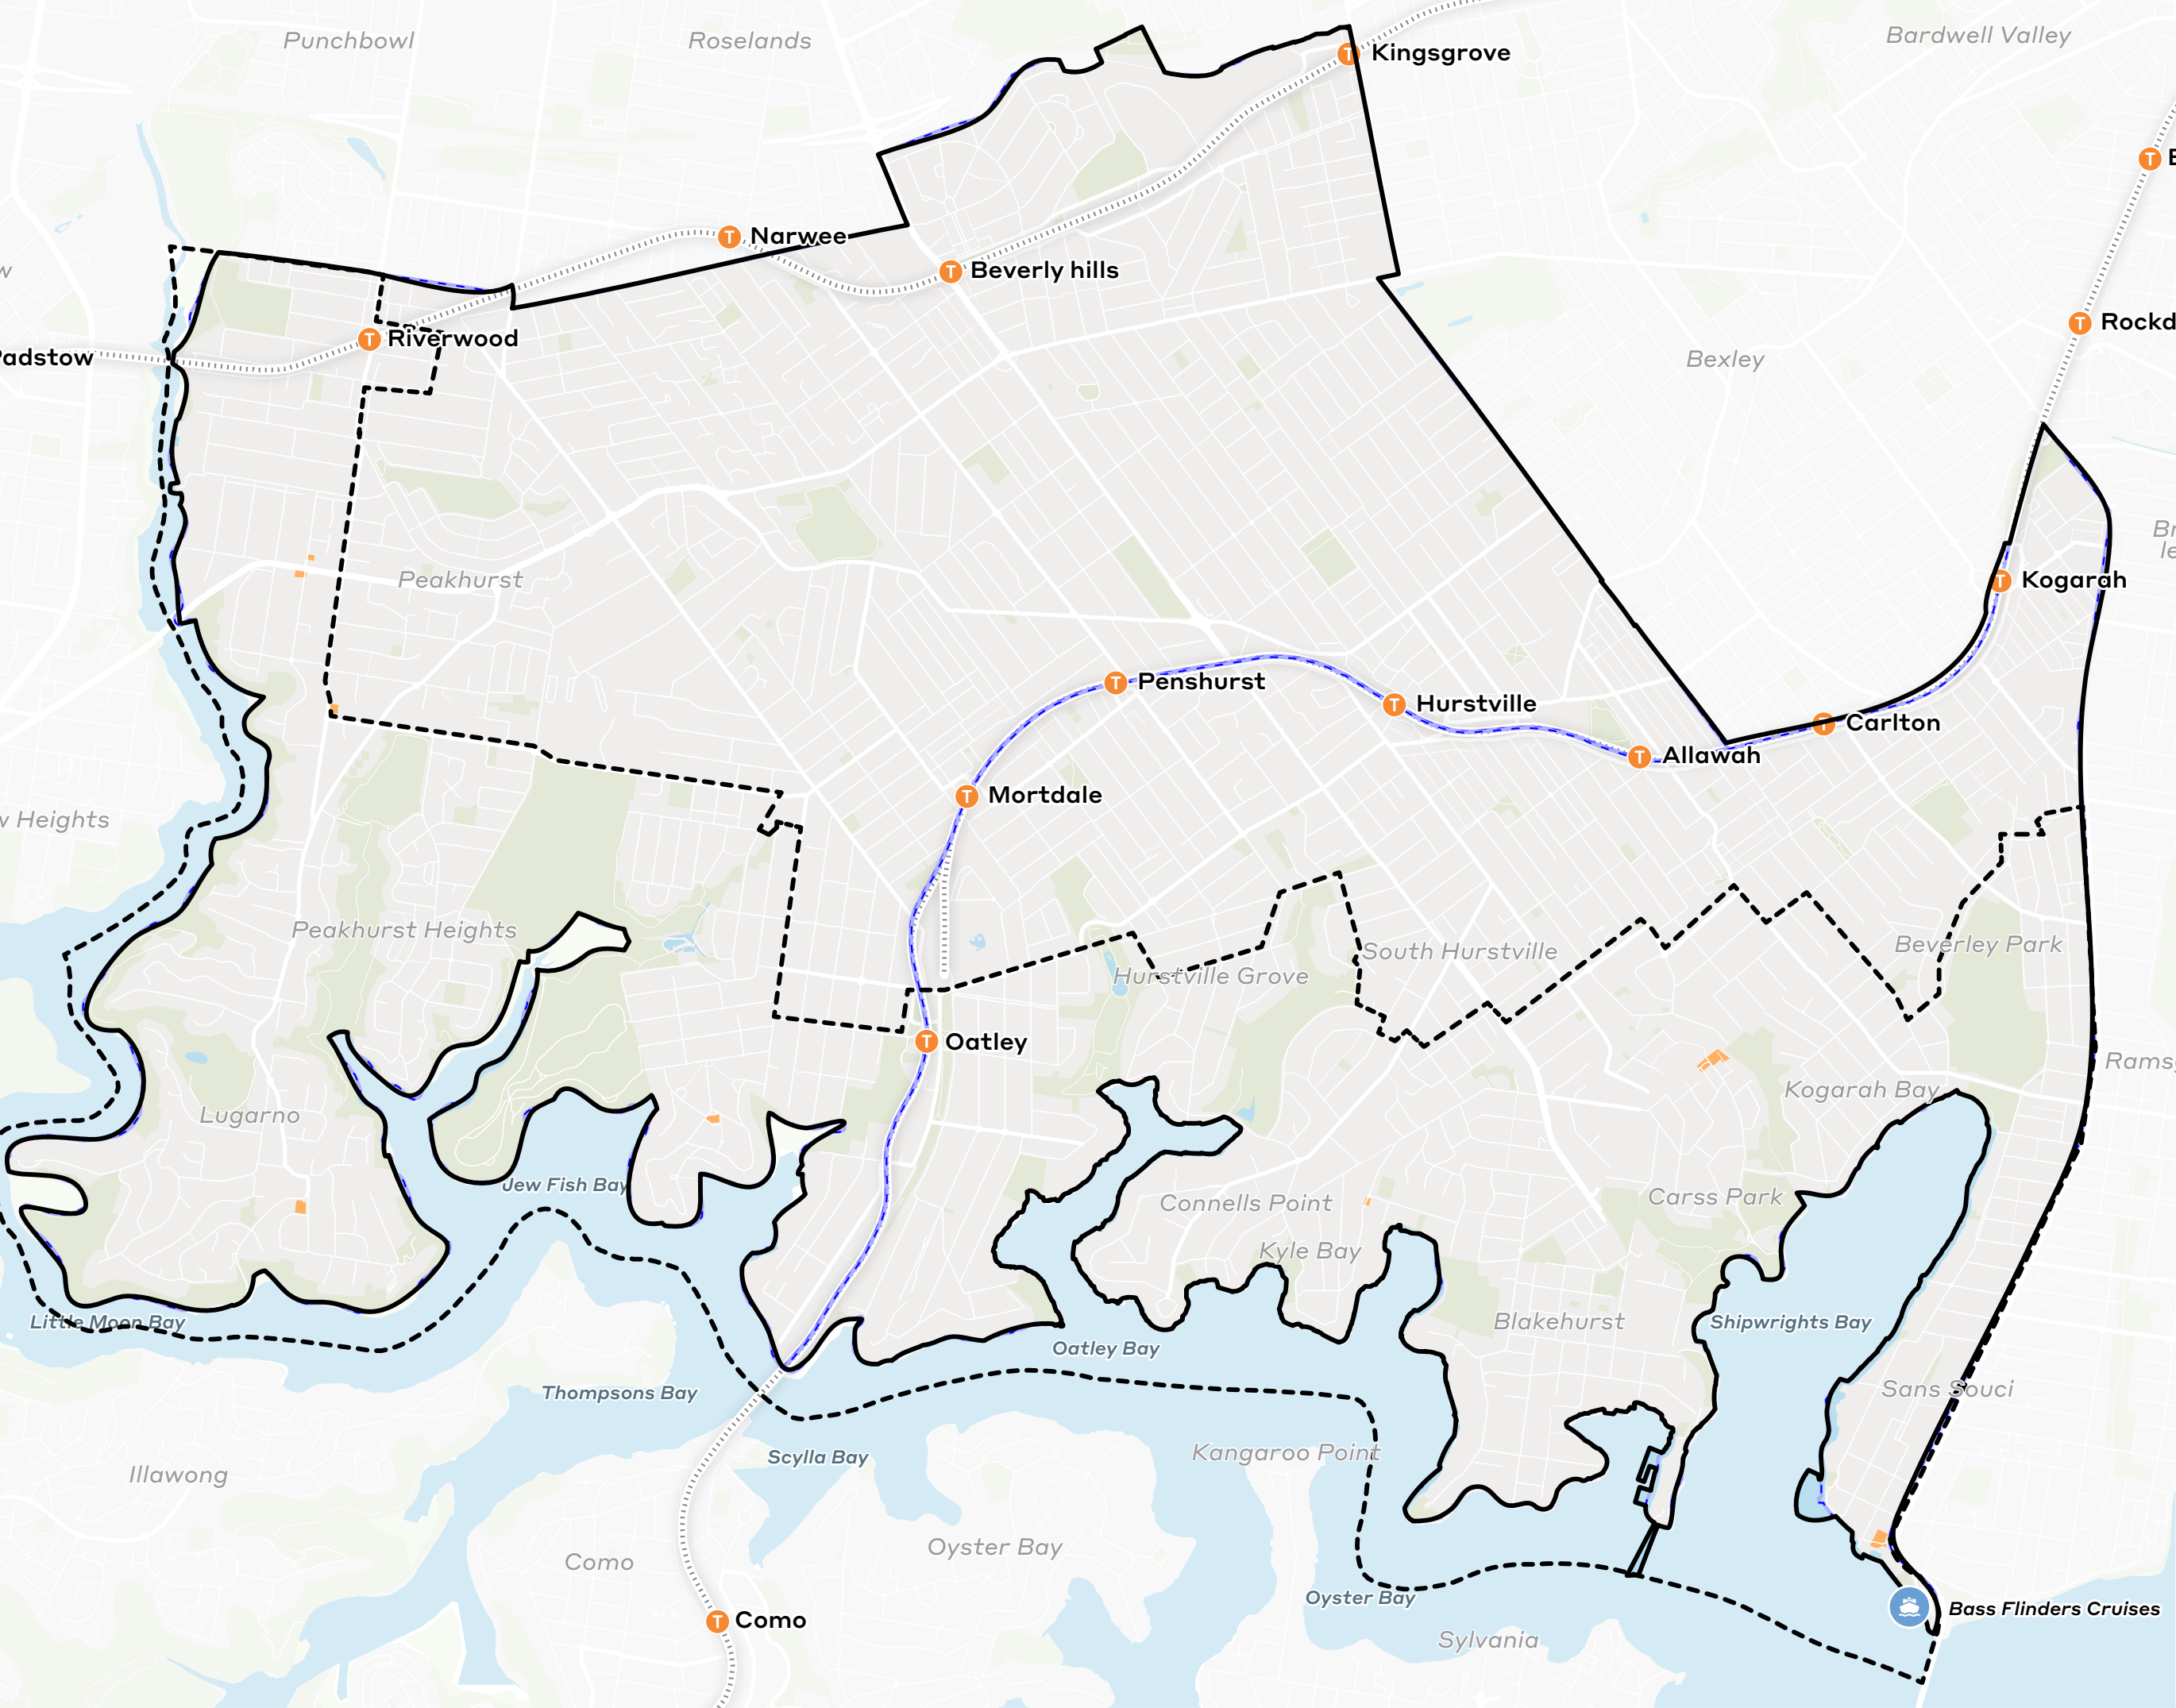 Punchbowl
Roselands
Bardwell Valley
Kingsgrove
Narwee
Beverly hills
Riverwood
Padstow
Rockd
Bexley
Peakhurst
Kogarah
Penshurst
Hurstville
Carlton
Allawah
Mortdale
w Heights
Peakhurst Heights
Beverley Park
South Hurstville
Hurstville Grove
Oatley
Rams
Kogarah Bay
Lugarno
Jew Fish Bay
Connells Point
Carss Park
Kyle Bay
Little Moon Bay
Blakehurst
Shipwrights Bay
Oatley Bay
Thompsons Bay
Sans Souci
Scylla Bay
Kangaroo Point
Illawong
Oyster Bay
Como
Oyster Bay
Bass Flinders Cruises
Como
Sylvania